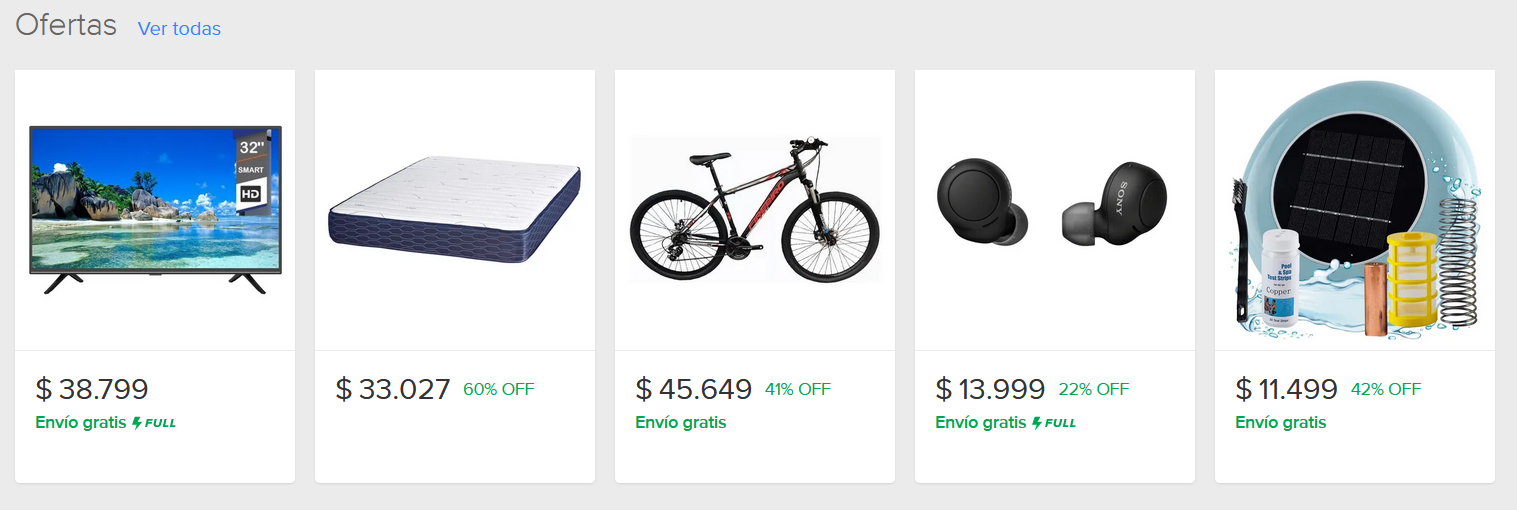 Ofertas Ver todas
32"
SMART
HD
SONY
Pool
& Spa
Test Strips
Copper
$ 38.799
Envío gratis FULL
$ 33.027 60% OFF
$ 45.649 41% OFF
Envío gratis
$ 13.999 22% OFF
Envío gratis FULL
$ 11.499 42% OFF
Envío gratis